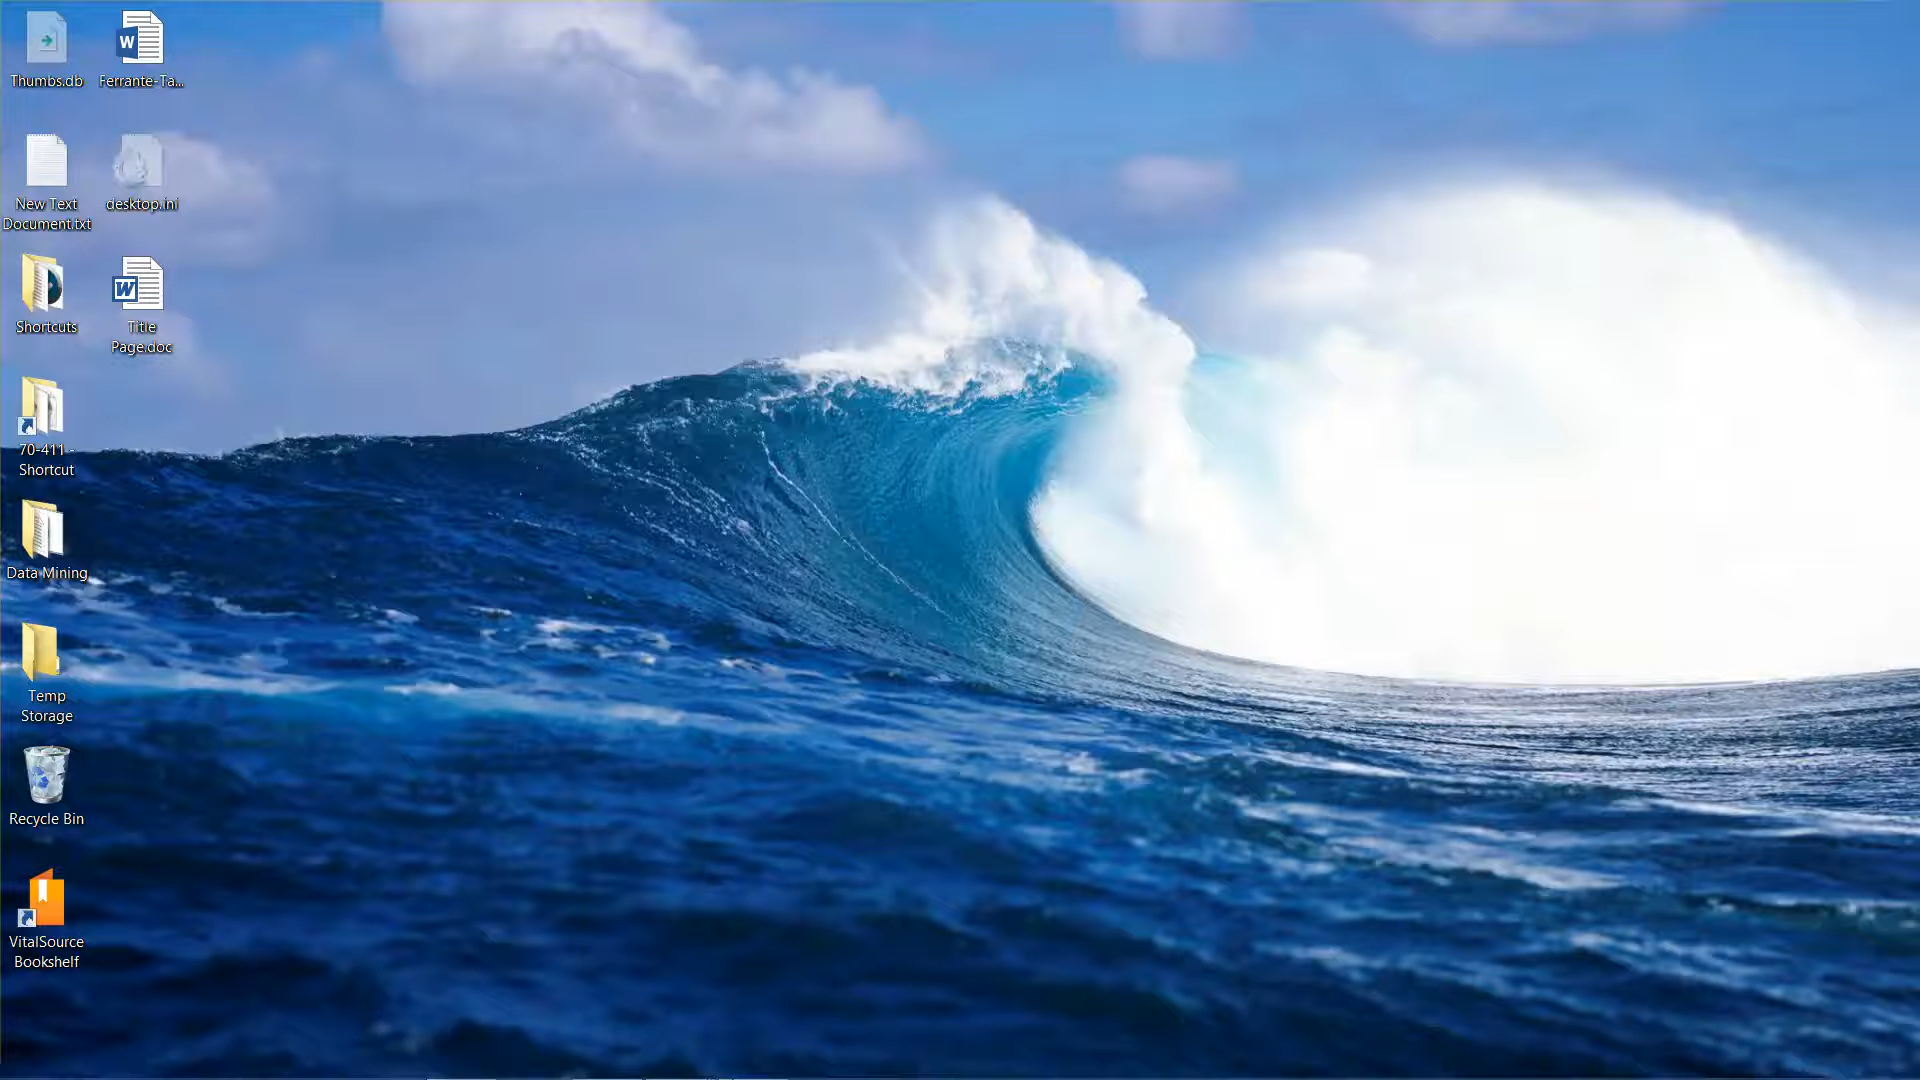 Thumbs.db
Ferrante-Ta...
New Text
Document.txt
desktop.ini
Shortcuts
Title
Page.doc
70-411 -
Shortcut
Data Mining
Temp
Storage
Recycle Bin
VitalSource
Bookshelf